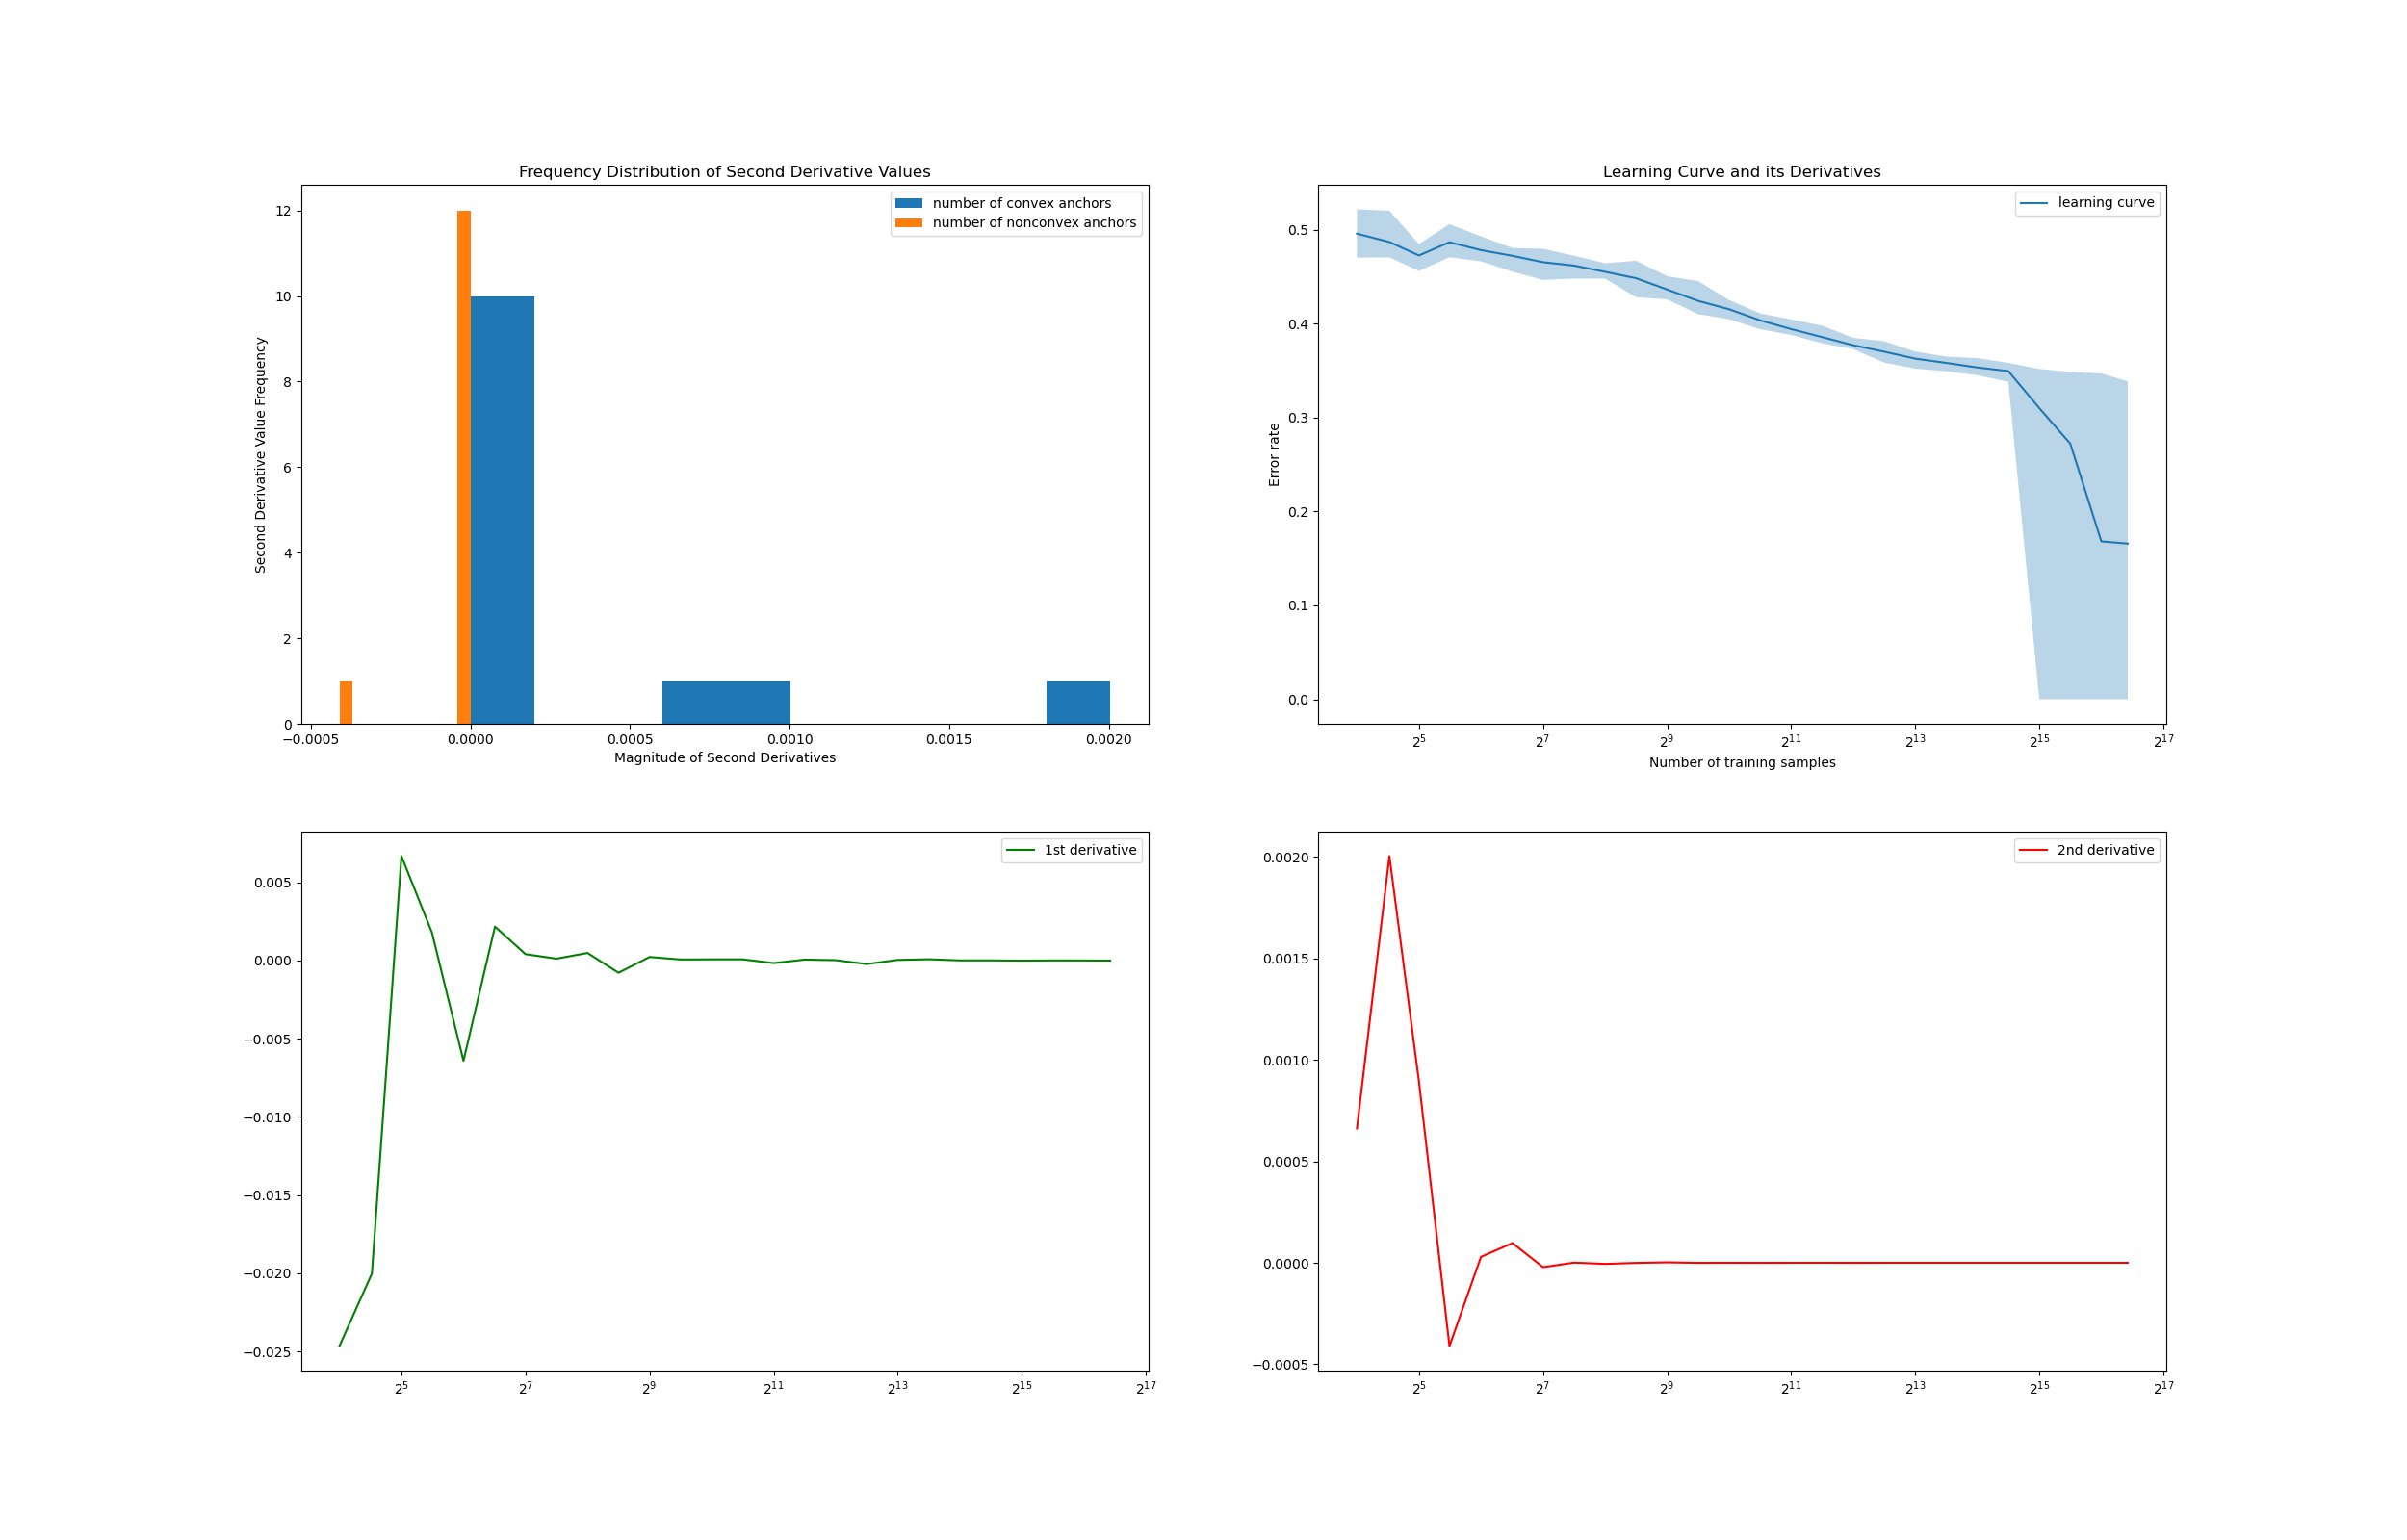 Frequency Distribution of Second Derivative Values
number of convex anchors
number of nonconvex anchors
Second Derivative Value Frequency
12
10
8
6
4
2
0
−0.0005 0.0000 0.0005 0.0010 0.0015 0.0020
Magnitude of Second Derivatives
Learning Curve and its Derivatives
learning curve
Error rate
0.5
0.4
0.3
0.2
0.1
0.0
2^5 2^7 2^9 2^11 2^13 2^15 2^17
Number of training samples
1st derivative
0.005
0.000
−0.005
−0.010
−0.015
−0.020
−0.025
2^5 2^7 2^9 2^11 2^13 2^15 2^17
2nd derivative
0.0020
0.0015
0.0010
0.0005
0.0000
−0.0005
2^5 2^7 2^9 2^11 2^13 2^15 2^17